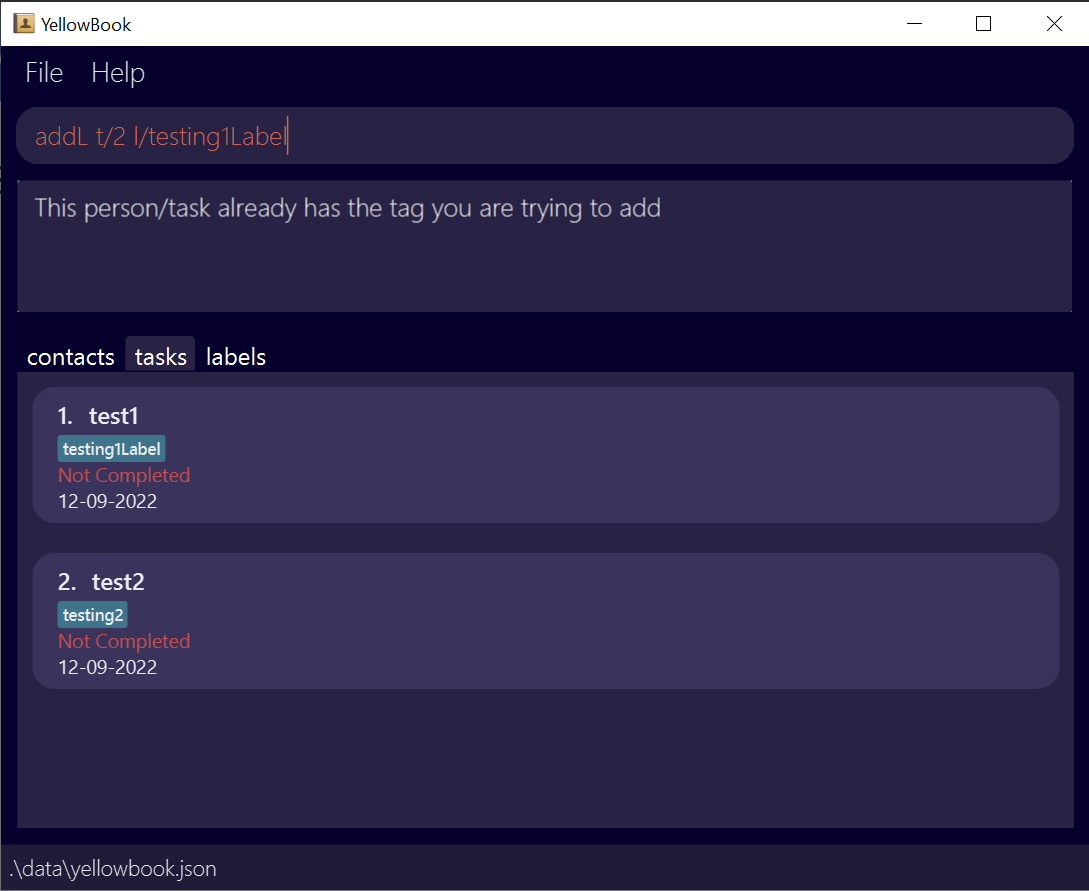 YellowBook
File Help
addL t/2 l/testing1Label
This person/task already has the tag you are trying to add
contacts tasks labels
1. test1
testing1Label
Not Completed
12-09-2022
2. test2
testing2
Not Completed
12-09-2022
.\data\yellowbook.json